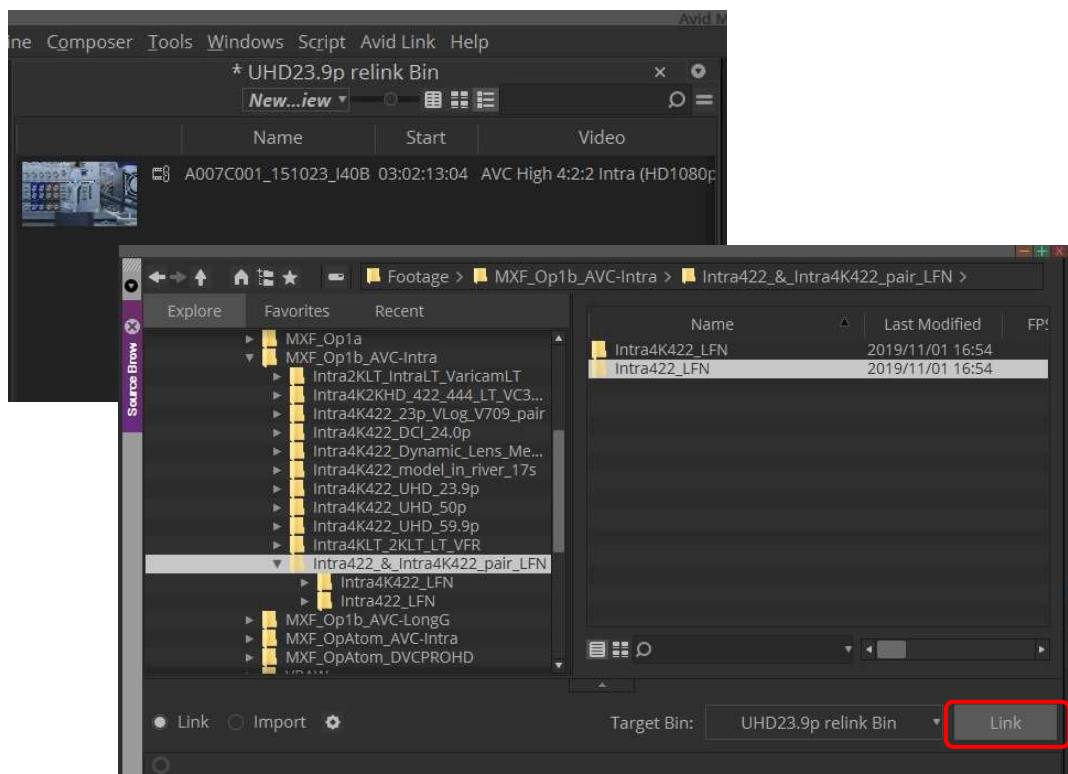 Avid M
ine Composer Tools Windows Script Avid Link Help
* UHD23.9p relink Bin
New...iew
Name Start Video
A007C001_151023_I40B 03:02:13:04 AVC High 4:2:2 Intra (HD1080p
Footage > MXF_Op1b_AVC-Intra > Intra422_&_Intra4K422_pair_LFN >
Explore Favorites Recent
Name Last Modified FPS
Source Brow
MXF_Op1a
MXF_Op1b_AVC-Intra
Intra2KLT_IntraLT_VaricamLT
Intra4K2KHD_422_444_LT_VC3...
Intra4K422_23p_VLog_V709_pair
Intra4K422_DCI_24.0p
Intra4K422_Dynamic_Lens_Me...
Intra4K422_model_in_river_17s
Intra4K422_UHD_23.9p
Intra4K422_UHD_50p
Intra4K422_UHD_59.9p
Intra4KLT_2KLT_LT_VFR
Intra422_&_Intra4K422_pair_LFN
Intra4K422_LFN
Intra422_LFN
MXF_Op1b_AVC-LongG
MXF_OpAtom_AVC-Intra
MXF_OpAtom_DVCPROHD
Intra4K422_LFN 2019/11/01 16:54
Intra422_LFN 2019/11/01 16:54
Link Import Target Bin: UHD23.9p relink Bin Link